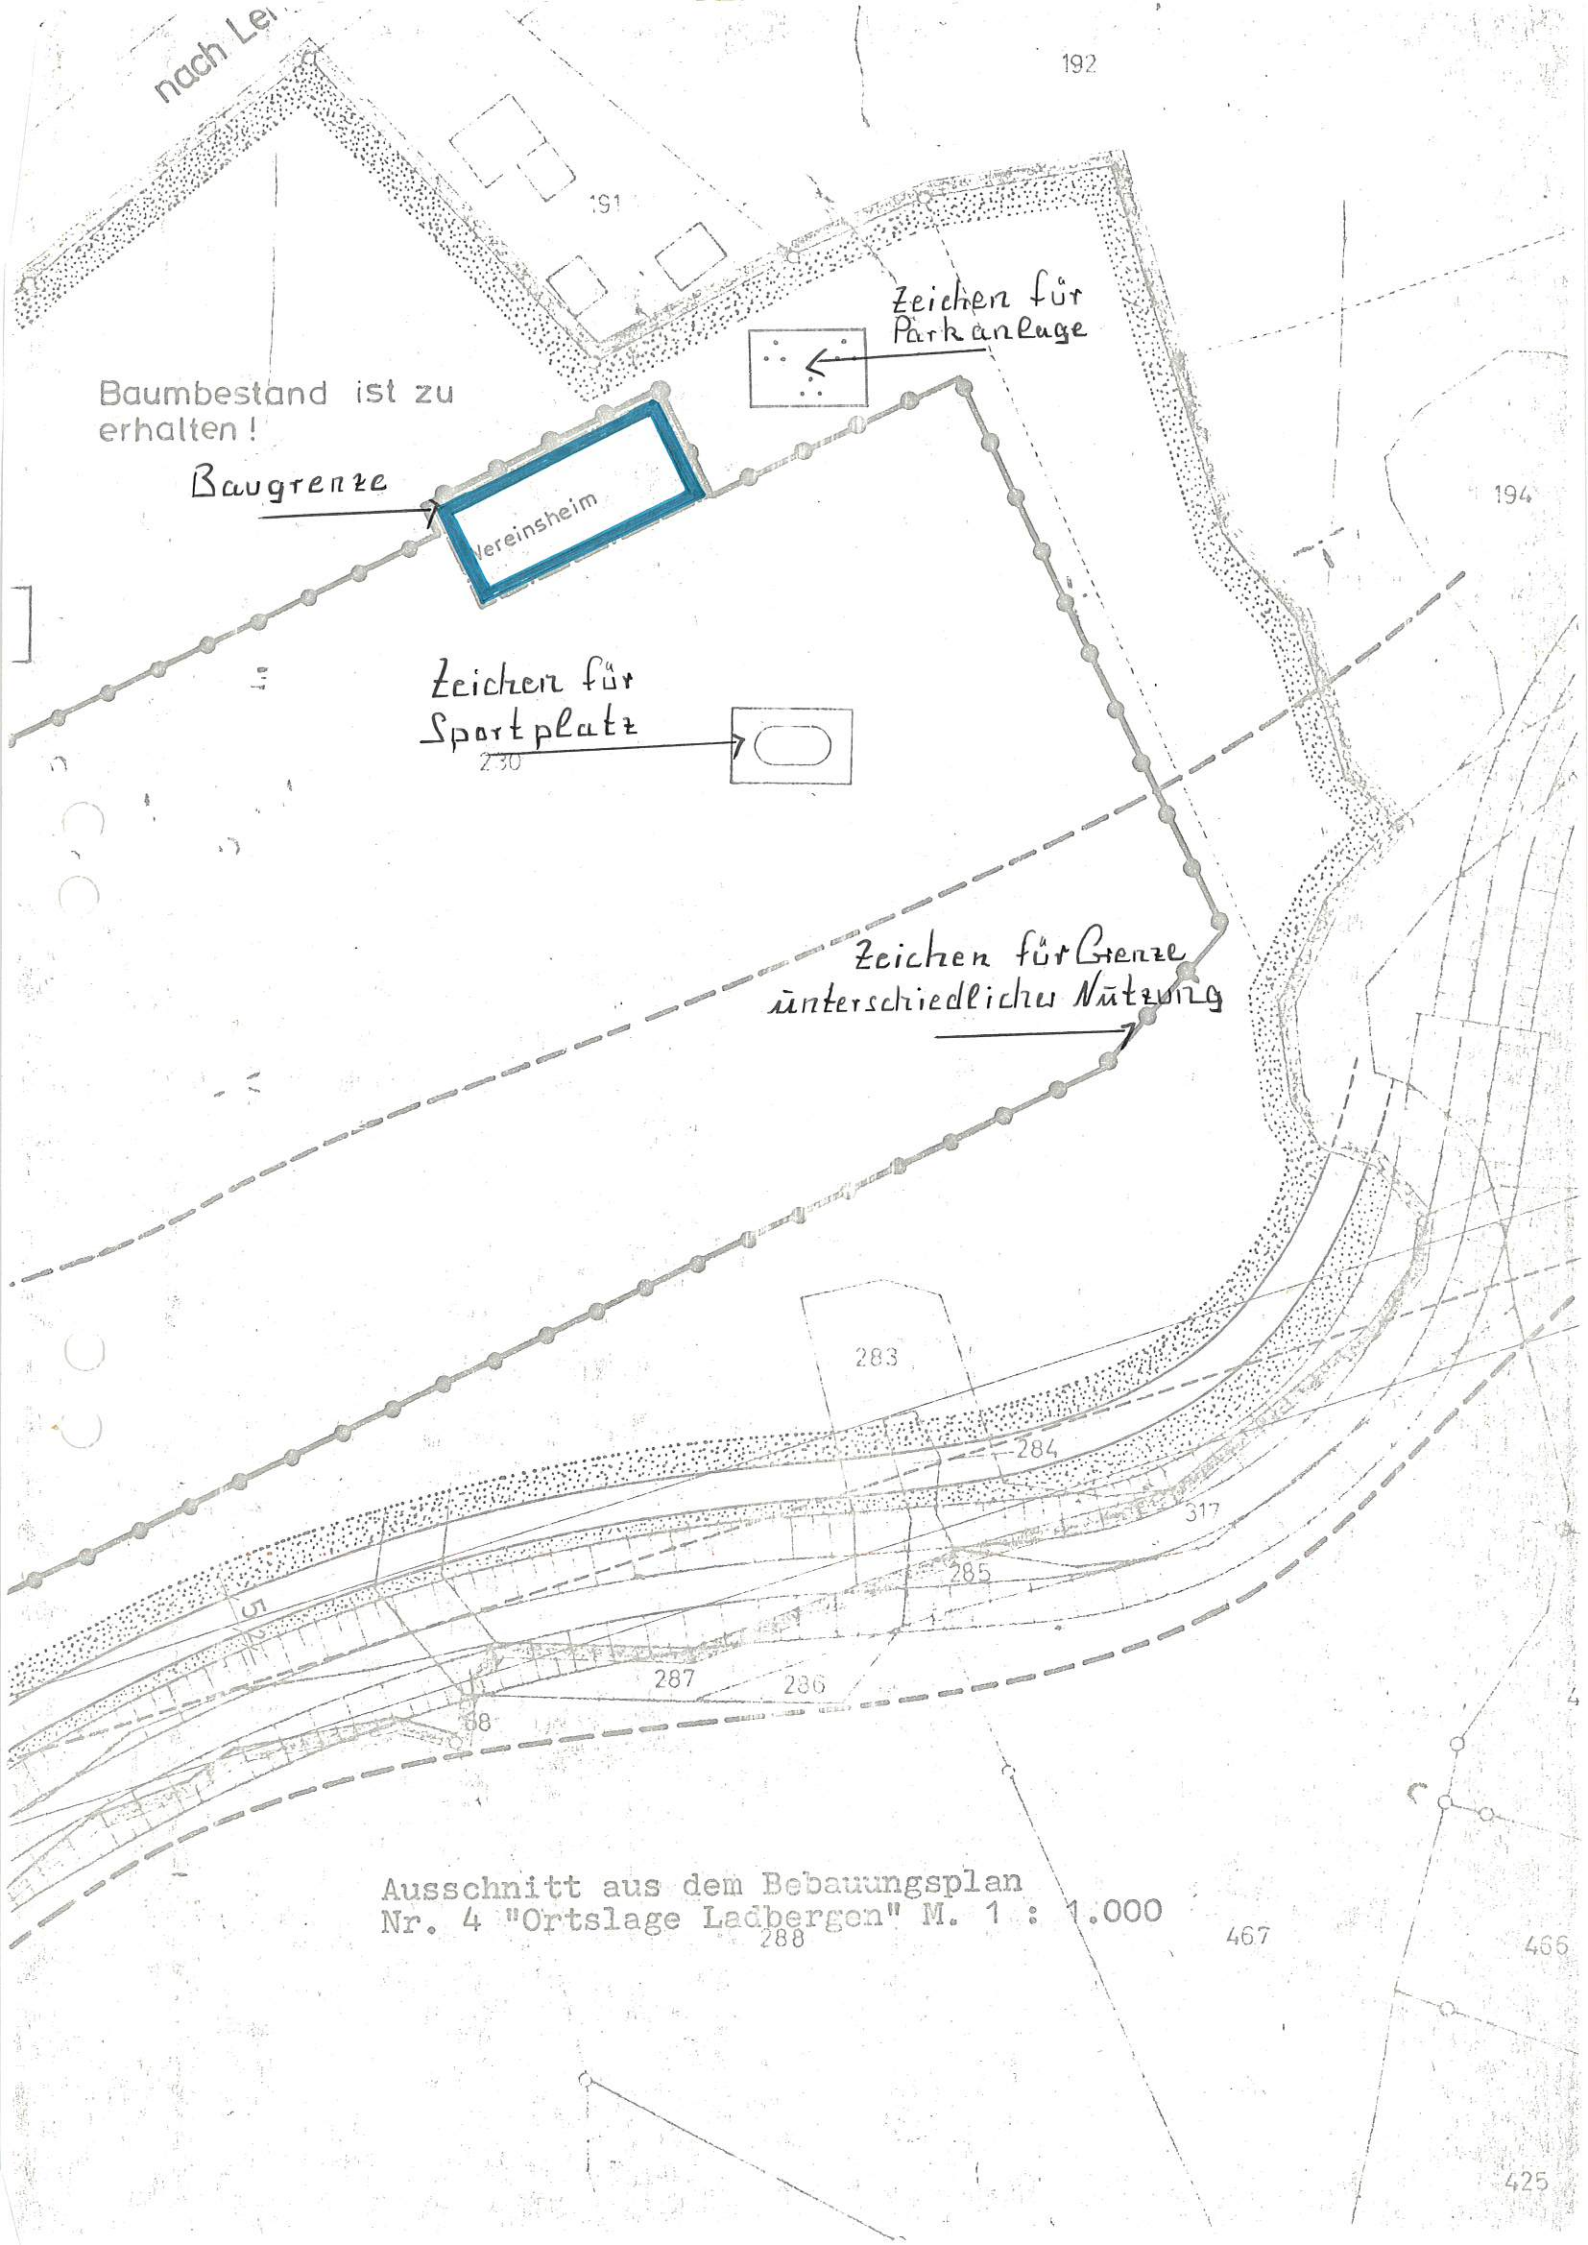 nach
192
191
Zeichen für
Parkanlage
Baumbestand ist zu
erhalten !
Baugrenze
194
Vereinsheim
Zeichen für
Sportplatz
230
Zeichen für Grenze
unterschiedlicher Nutzung
283
284
317
285
52
287
286
68
Ausschnitt aus dem Bebauungsplan
Nr. 4 "Ortslage Ladbergen" M. 1 : 1.000
288
467
466
425